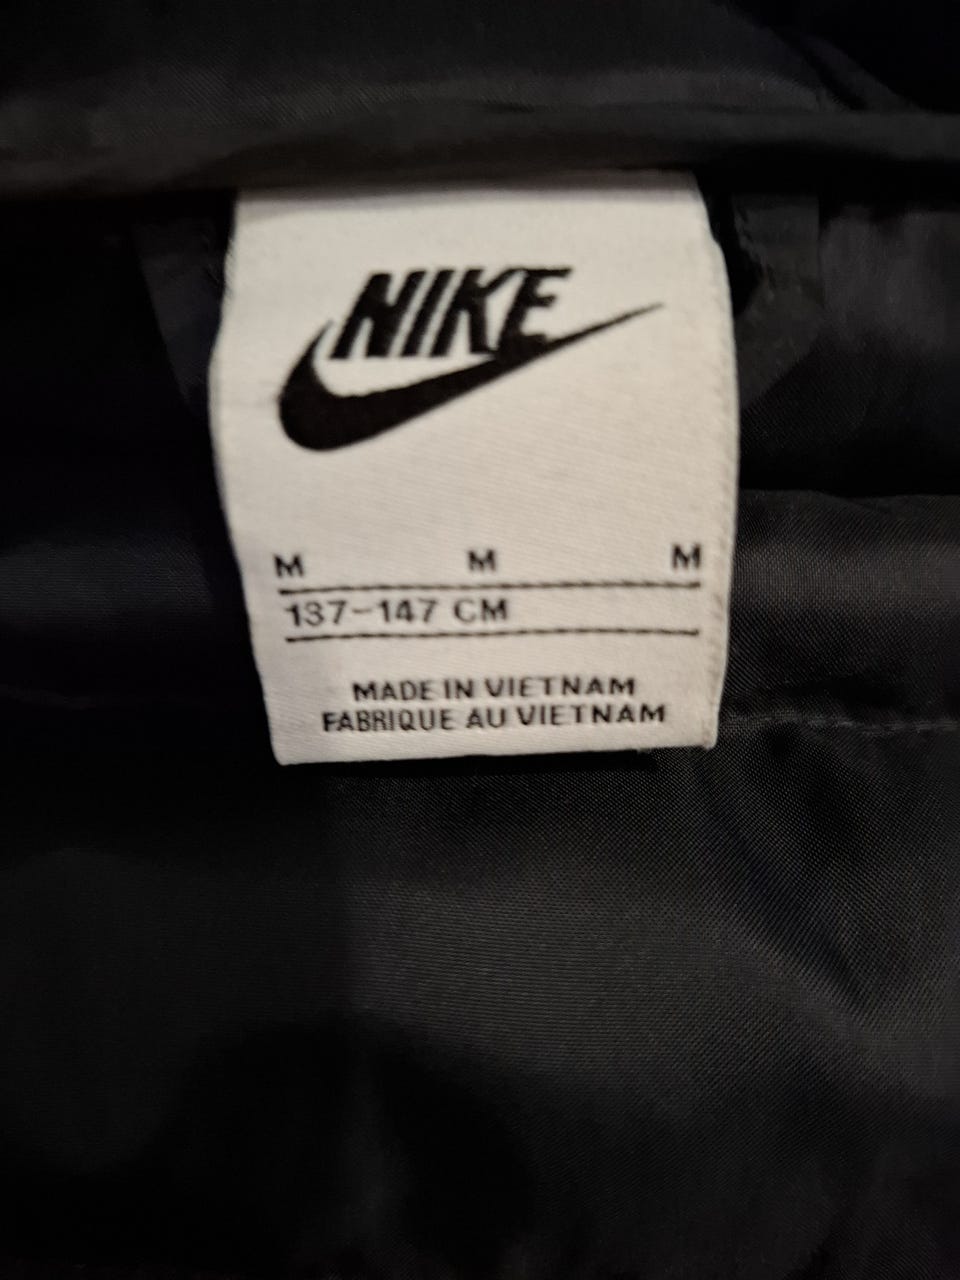 NIKE
M M M
137-147 CM
MADE IN VIETNAM
FABRIQUE AU VIETNAM